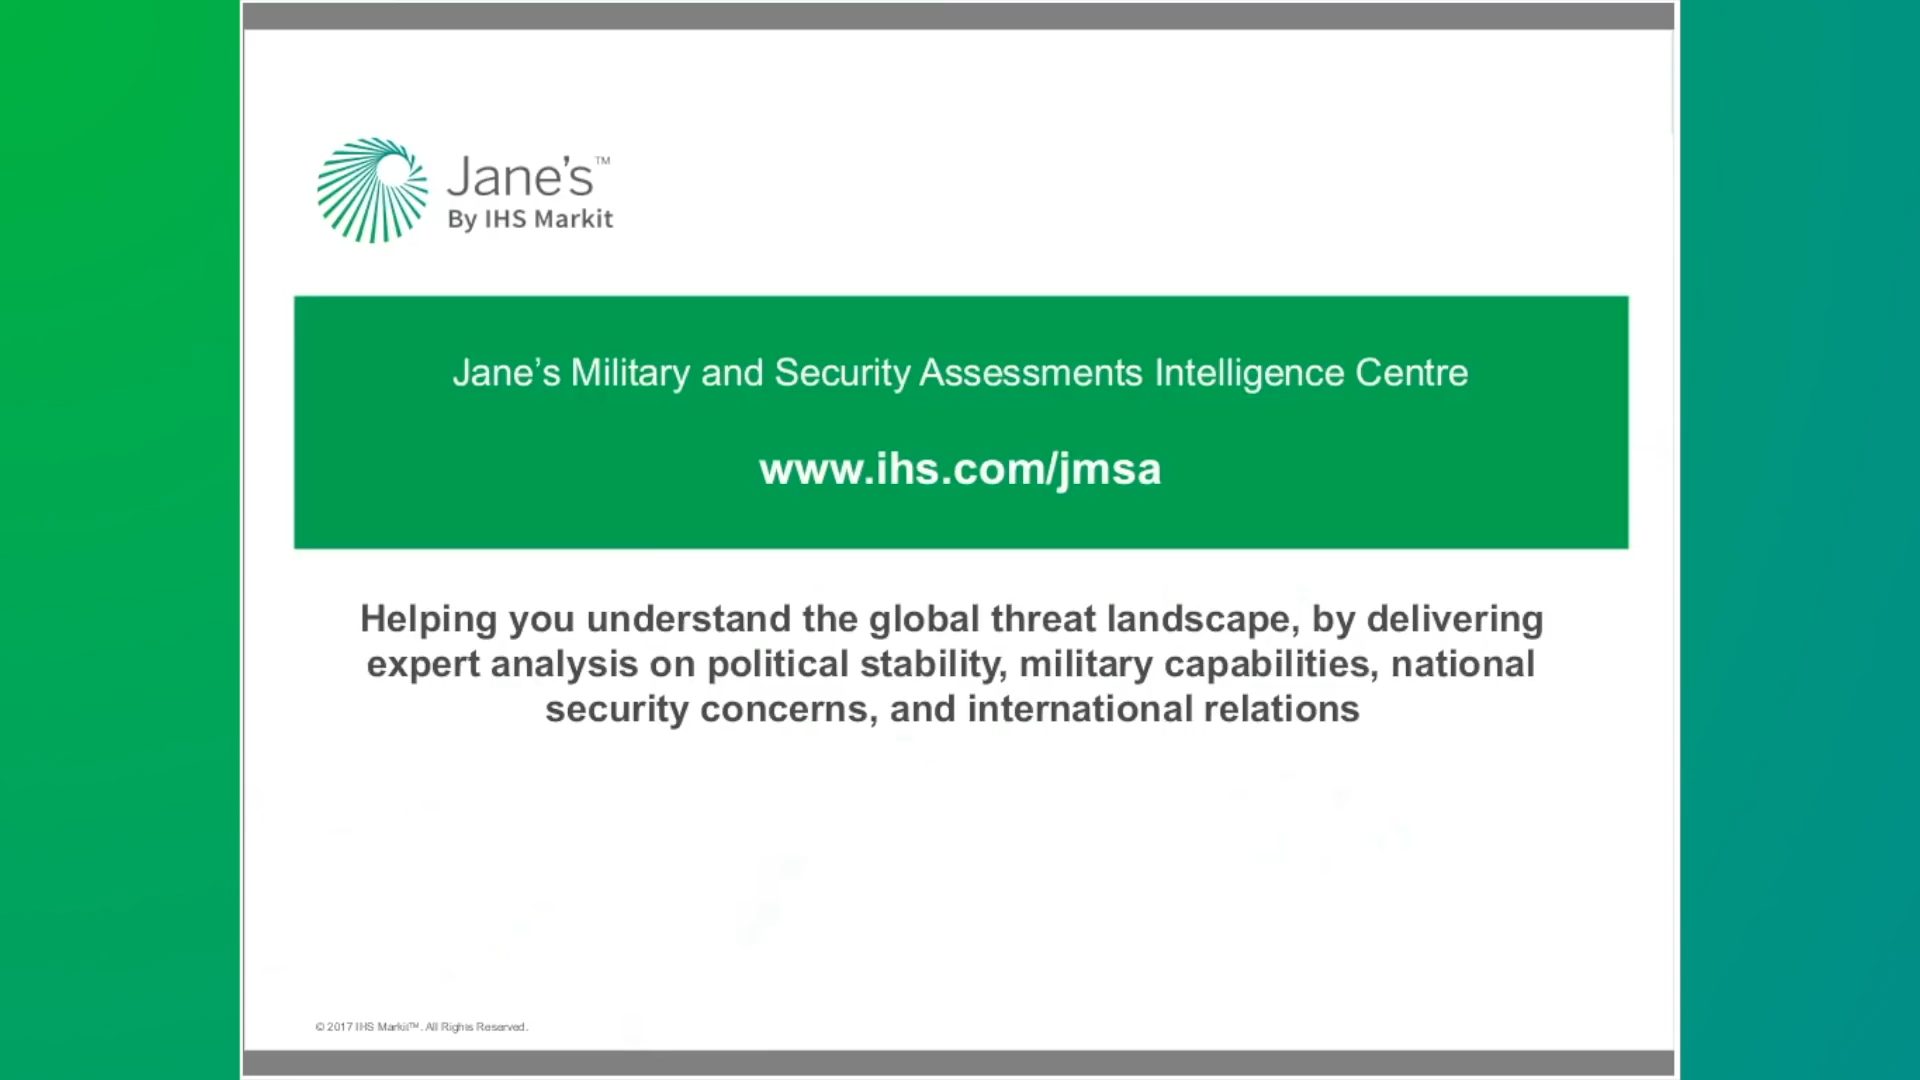 Jane’s™
By IHS Markit
Jane’s Military and Security Assessments Intelligence Centre
www.ihs.com/jmsa
Helping you understand the global threat landscape, by delivering
expert analysis on political stability, military capabilities, national
security concerns, and international relations
© 2017 IHS Markit™. All Rights Reserved.